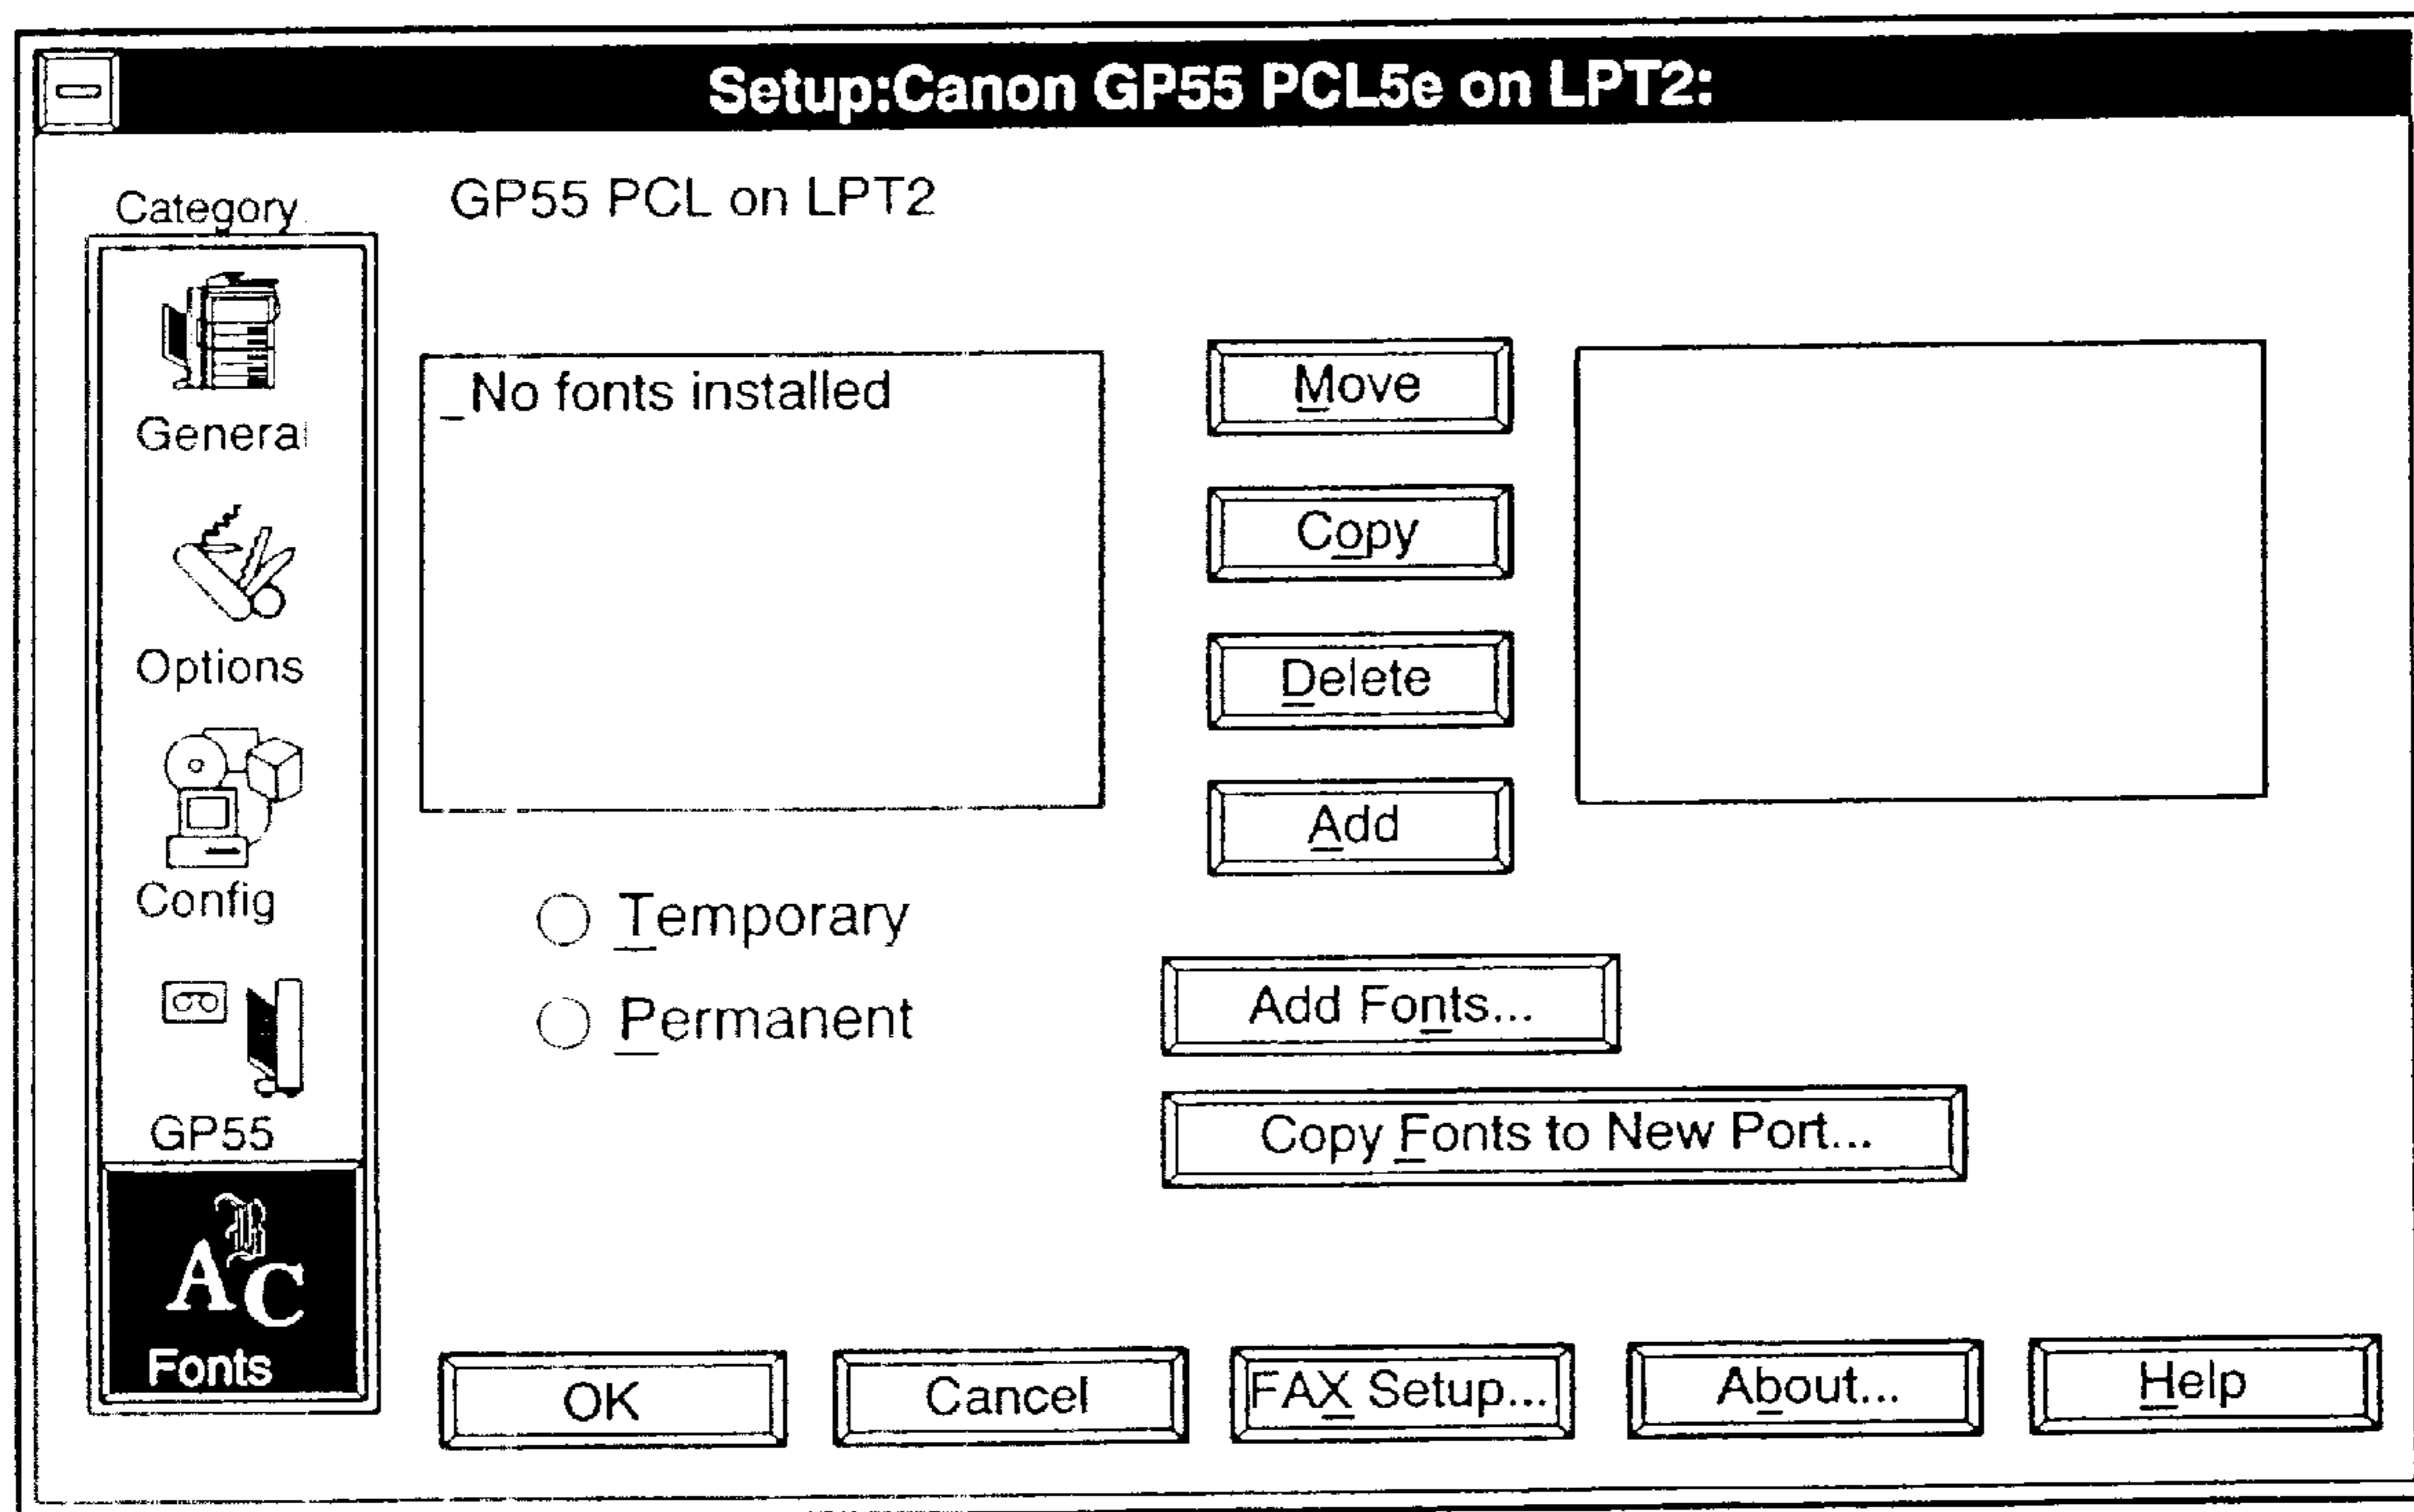 Setup:Canon GP55 PCL5e on LPT2:
Category
GP55 PCL on LPT2
General
Options
Config
GP55
ABC
Fonts
_No fonts installed
Temporary
Permanent
Move
Copy
Delete
Add
Add Fonts...
Copy Fonts to New Port...
OK
Cancel
FAX Setup...
About...
Help